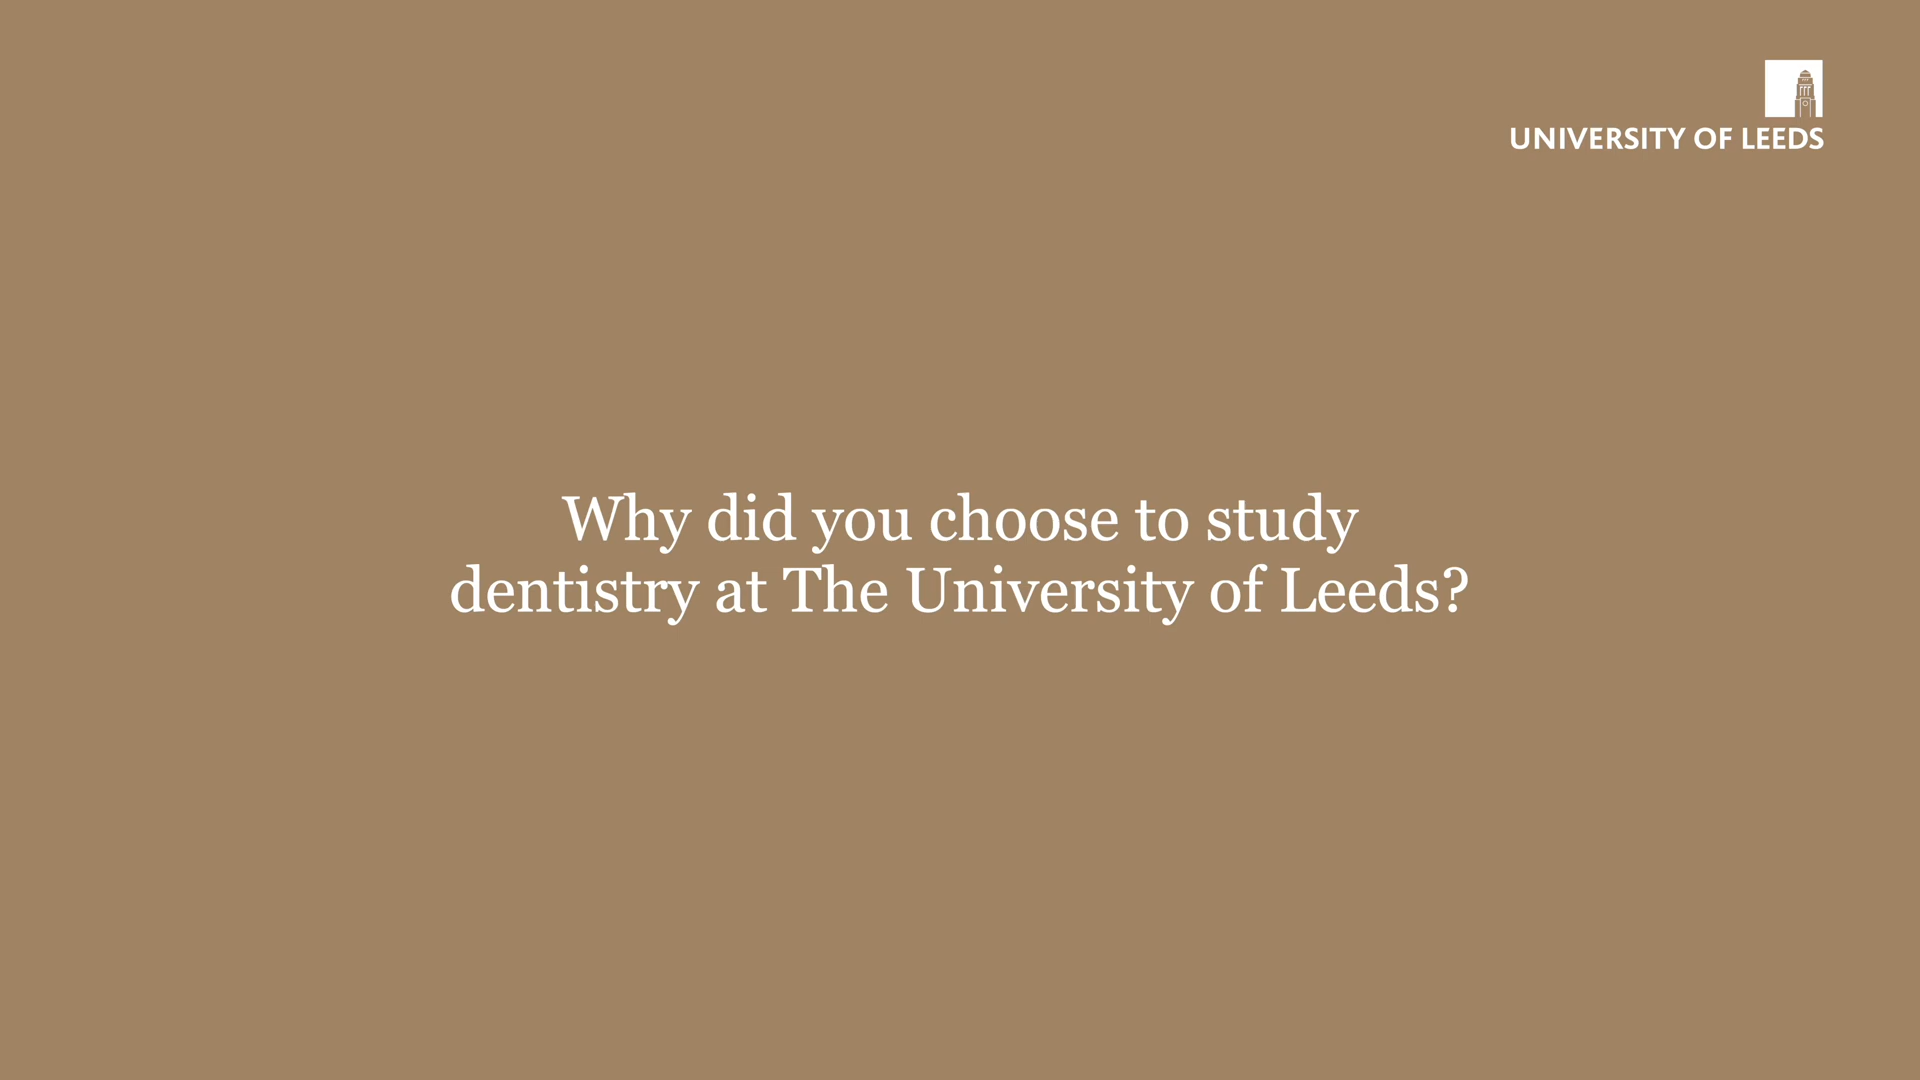 UNIVERSITY OF LEEDS
Why did you choose to study
dentistry at The University of Leeds?